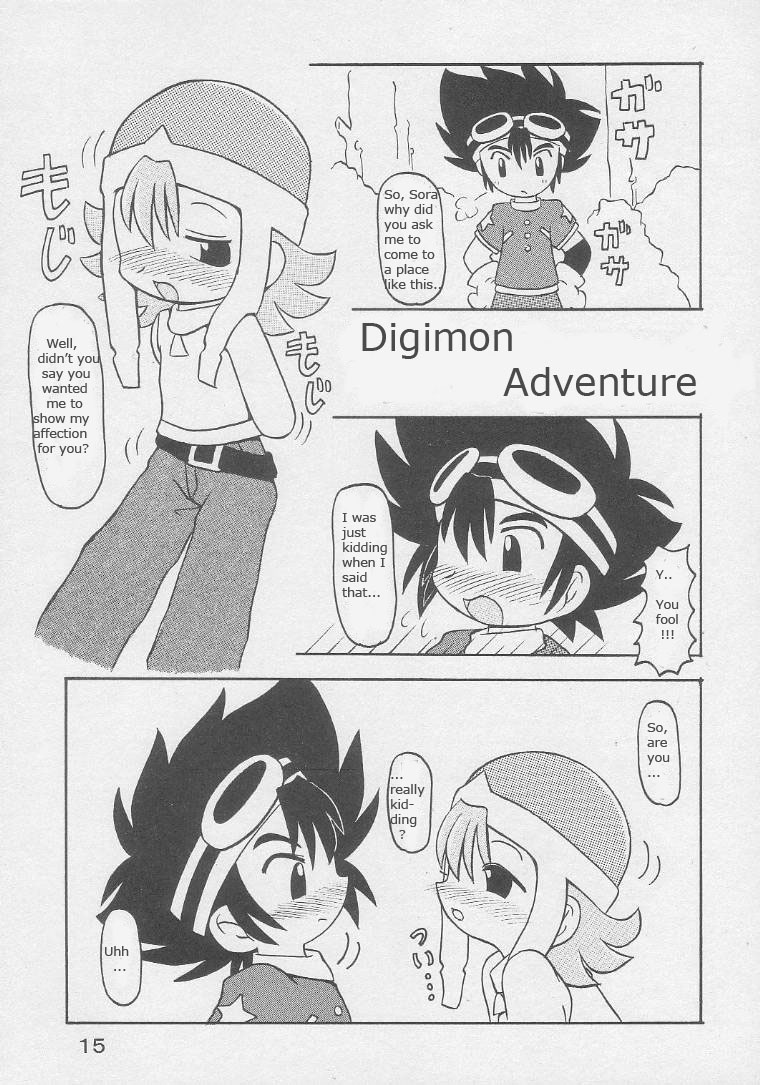 ガサ
ガサ
So, Sora
why did
you ask
me to
come to
a place
like this..
もじ
もじ
Well,
didn't you
say you
wanted
me to
show my
affection
for you?
Digimon
Adventure
I was
just
kidding
when I
said
that...
Y..
You
fool
!!!
So,
are
you
...
...
really
kid-
ding
?
つい…
Uhh
...
15